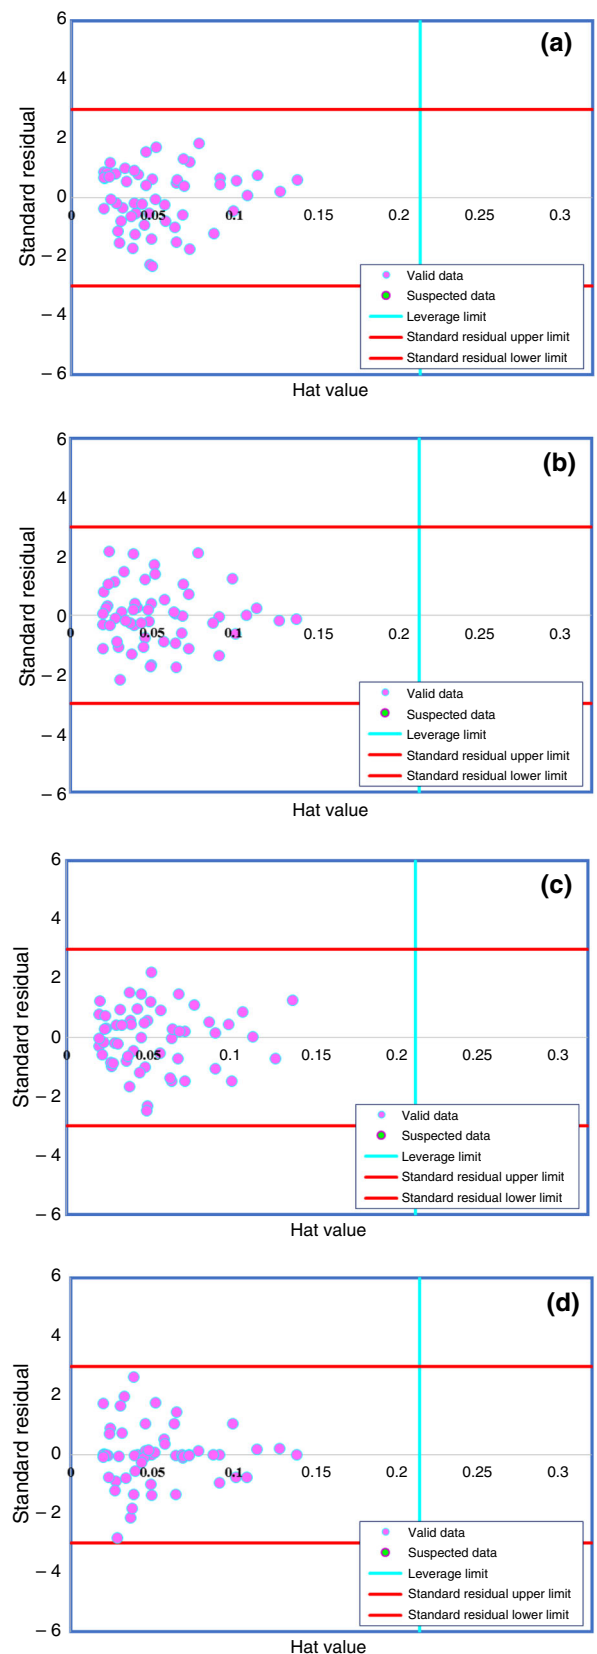 6
(a)
4
2
0
0
0.05
0.1
0.15
0.2
0.25
0.3
– 2
– 4
– 6
Standard residual
Valid data
Suspected data
Leverage limit
Standard residual upper limit
Standard residual lower limit
Hat value
6
(b)
4
2
0
0
0.05
0.1
0.15
0.2
0.25
0.3
– 2
– 4
– 6
Standard residual
Valid data
Suspected data
Leverage limit
Standard residual upper limit
Standard residual lower limit
Hat value
6
(c)
4
2
0
0
0.05
0.1
0.15
0.2
0.25
0.3
– 2
– 4
– 6
Standard residual
Valid data
Suspected data
Leverage limit
Standard residual upper limit
Standard residual lower limit
Hat value
6
(d)
4
2
0
0
0.05
0.1
0.15
0.2
0.25
0.3
– 2
– 4
– 6
Standard residual
Valid data
Suspected data
Leverage limit
Standard residual upper limit
Standard residual lower limit
Hat value